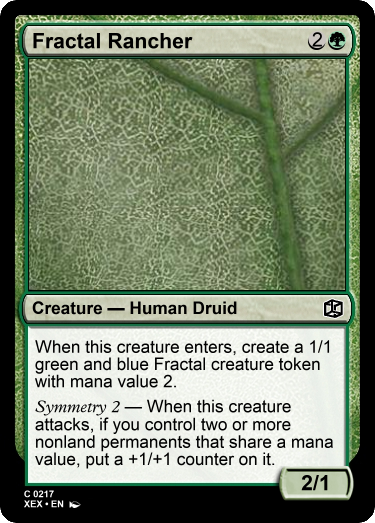 Fractal Rancher 2
Creature — Human Druid
When this creature enters, create a 1/1
green and blue Fractal creature token
with mana value 2.
Symmetry 2 — When this creature
attacks, if you control two or more
nonland permanents that share a mana
value, put a +1/+1 counter on it.
2/1
C 0217
XEX • EN